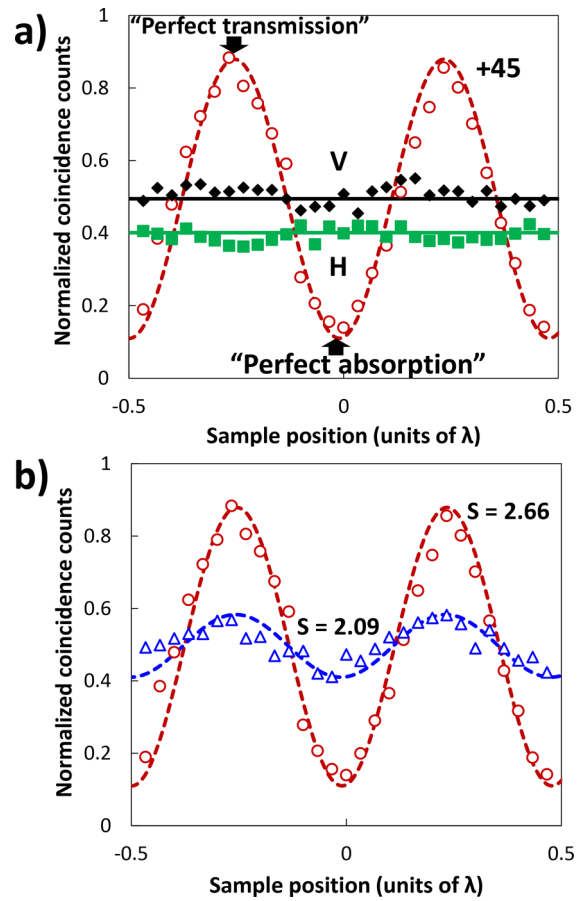 a)
Normalized coincidence counts
1
0.8
0.6
0.4
0.2
0
“Perfect transmission”
+45
V
H
“Perfect absorption”
-0.5
0
0.5
Sample position (units of λ)
b)
Normalized coincidence counts
1
0.8
0.6
0.4
0.2
0
S = 2.66
S = 2.09
-0.5
0
0.5
Sample position (units of λ)